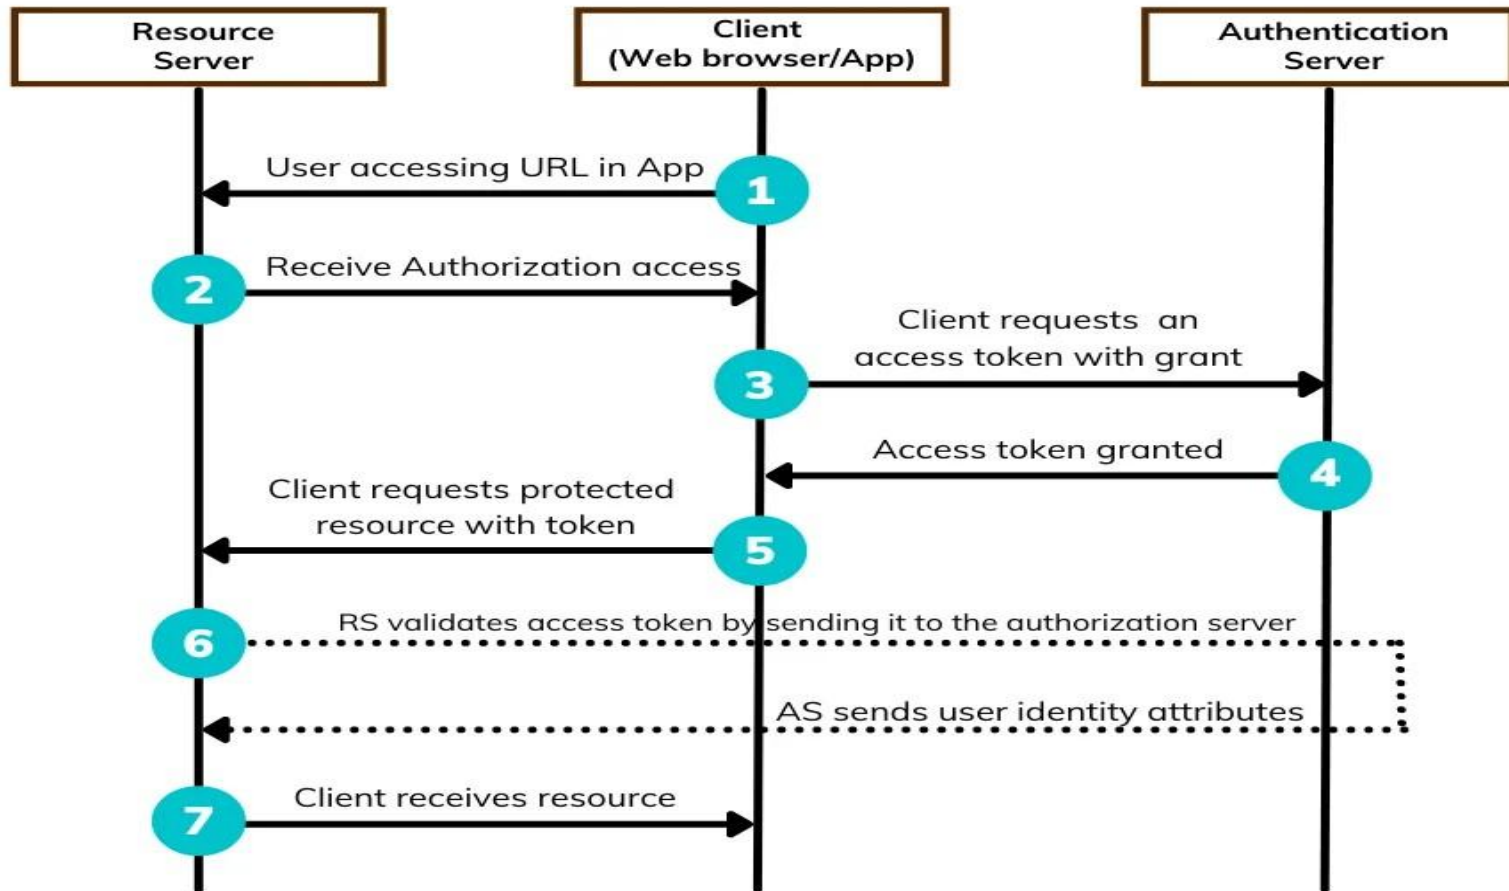 Resource
Server
Client
(Web browser/App)
Authentication
Server
User accessing URL in App
1
2
Receive Authorization access
Client requests an
access token with grant
3
Access token granted
4
Client requests protected
resource with token
5
RS validates access token by sending it to the authorization server
6
AS sends user identity attributes
Client receives resource
7